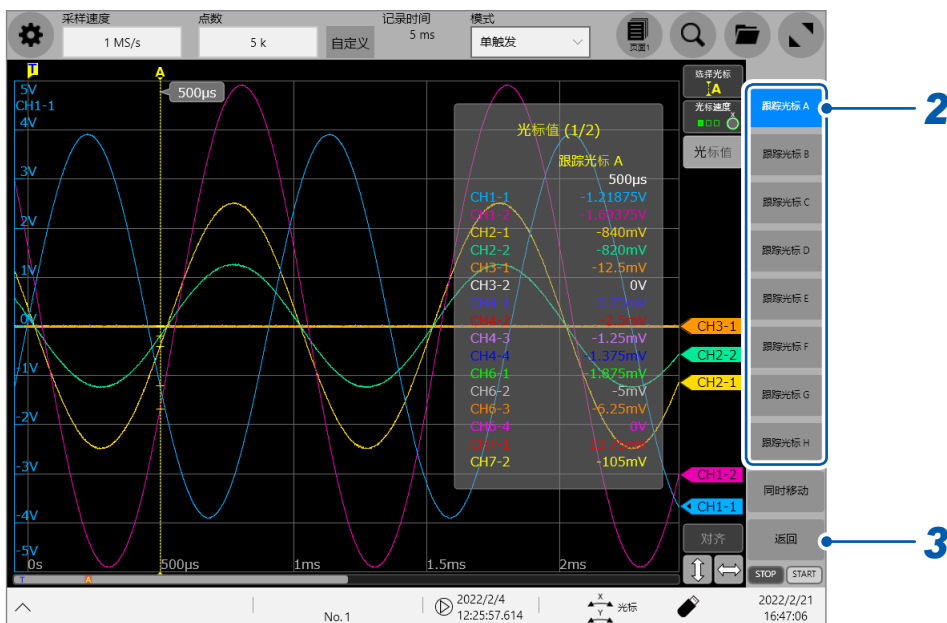 采样速度 点数 记录时间 模式
1 MS/s 5 k 自定义 5 ms 单触发
页面1
T A
500μs
选择光标
A
光标速度
X
光标值
5V
CH1-1
4V
3V
2V
1V
0V
-1V
-2V
-3V
-4V
-5V
0s 500μs 1ms 1.5ms 2ms
光标值 (1/2)
跟踪光标 A
500μs
CH1-1 -1.21875V
CH1-2 -1.69375V
CH2-1 -840mV
CH2-2 -820mV
CH3-1 -12.5mV
CH3-2 0V
CH4-1
CH4-2
CH4-3 -1.25mV
CH4-4 -1.375mV
CH6-1 -1.875mV
CH6-2 -5mV
CH6-3 -6.25mV
CH6-4 0V
CH7-1
CH7-2 -105mV
CH3-1
CH2-2
CH2-1
CH1-2
CH1-1
跟踪光标 A
跟踪光标 B
跟踪光标 C
跟踪光标 D
跟踪光标 E
跟踪光标 F
跟踪光标 G
跟踪光标 H
同时移动
对齐
返回
STOP START
2
3
T A
No.1
2022/2/4
12:25:57.614
X
Y
光标
2022/2/21
16:47:06